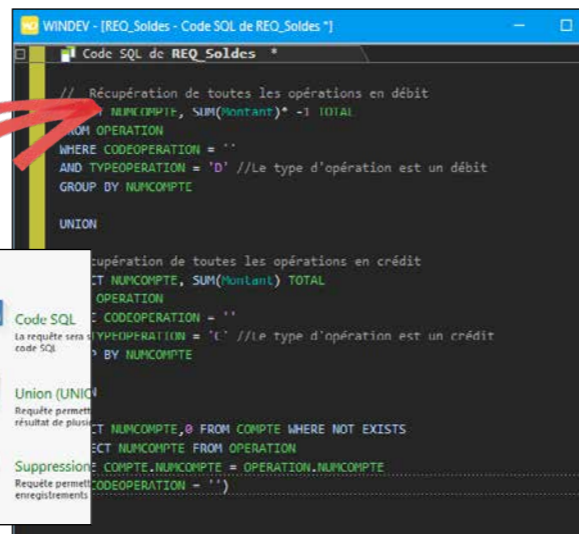 WINDEV - [REQ_Soldes - Code SQL de REQ_Soldes *]
Code SQL de REQ_Soldes *
// Récupération de toutes les opérations en débit
NUMCOMPTE, SUM(Montant)* -1 TOTAL
FROM OPERATION
WHERE CODEOPERATION = ''
AND TYPEOPERATION = 'D' //Le type d'opération est un débit
GROUP BY NUMCOMPTE
UNION
cupération de toutes les opérations en crédit
CT NUMCOMPTE, SUM(Montant) TOTAL
OPERATION
E CODEOPERATION = ''
TYPEOPERATION = 'C' //Le type d'opération est un crédit
P BY NUMCOMPTE
CT NUMCOMPTE,0 FROM COMPTE WHERE NOT EXISTS
ECT NUMCOMPTE FROM OPERATION
E COMPTE.NUMCOMPTE = OPERATION.NUMCOMPTE
CODEOPERATION = '')
Code SQL
La requête sera s
code SQL
Union (UNION
Requête permett
résultat de plusi
Suppression
Requête permett
enregistrements